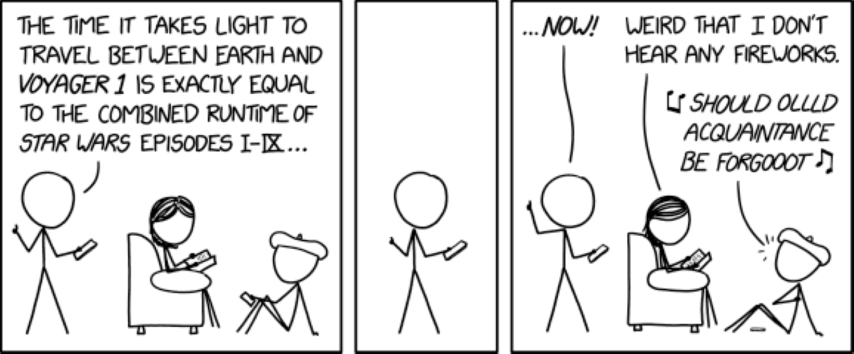 THE TIME IT TAKES LIGHT TO
TRAVEL BETWEEN EARTH AND
VOYAGER 1 IS EXACTLY EQUAL
TO THE COMBINED RUNTIME OF
STAR WARS EPISODES I-IX...
...NOW!
WEIRD THAT I DON'T
HEAR ANY FIREWORKS.
♫ SHOULD OLLLD
ACQUAINTANCE
BE FORGOOOT ♫